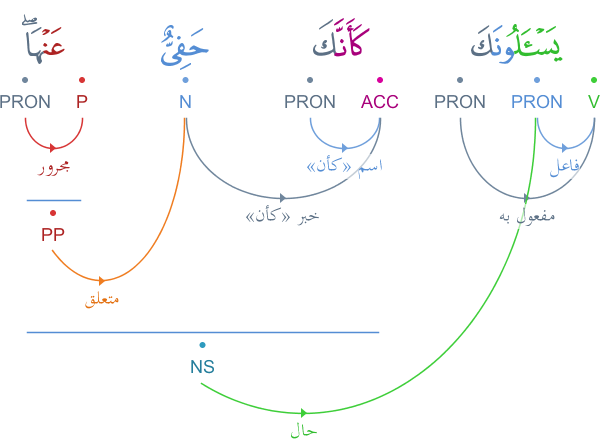 يَسْـَٔلُونَكَ كَأَنَّكَ حَفِىٌّ عَنْهَا ۖ
V PRON PRON ACC PRON N P PRON
فاعل
اسم «كأن»
مجرور
مفعول به
خبر «كأن»
PP
متعلق
NS
حال